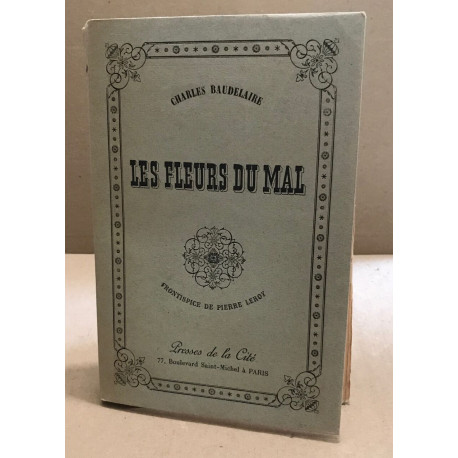 CHARLES BAUDELAIRE
LES FLEURS DU MAL
FRONTISPICE DE PIERRE LEROY
Presses de la Cité
77, Boulevard Saint-Michel à PARIS